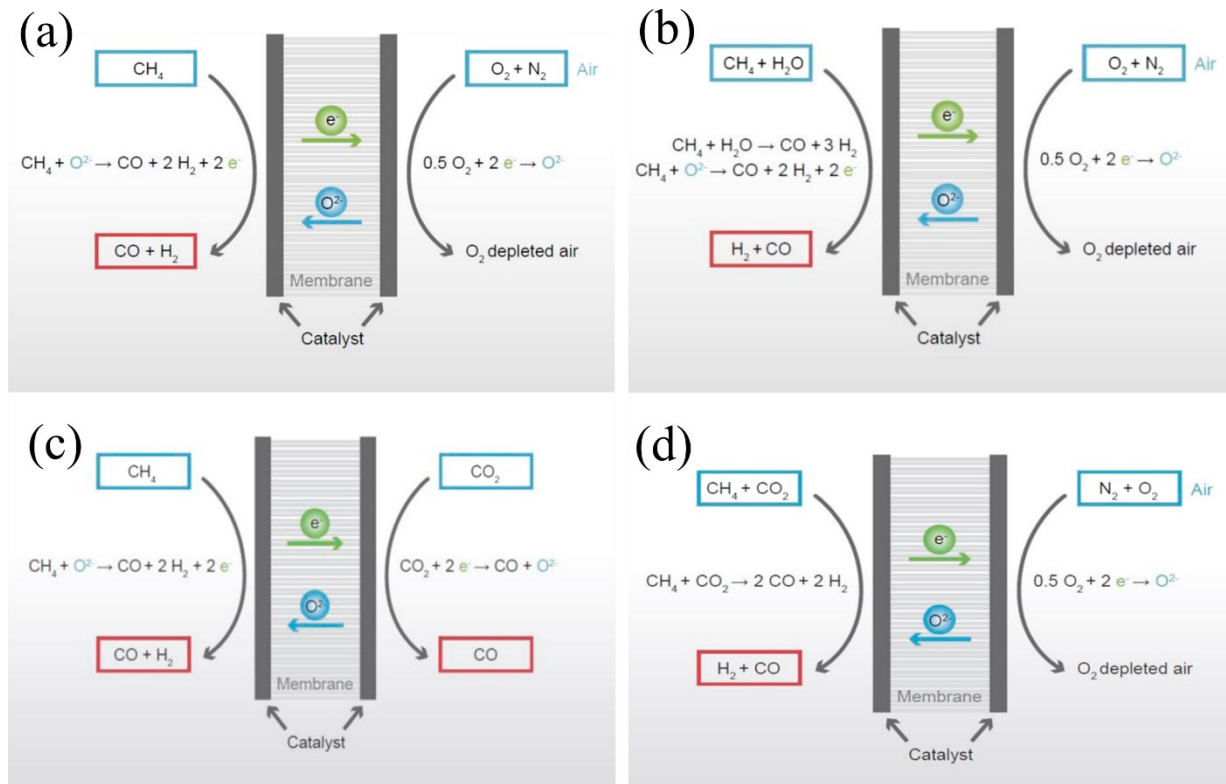 (a)
CH₄
O₂ + N₂ Air
e⁻
CH₄ + O²⁻ → CO + 2 H₂ + 2 e⁻
0.5 O₂ + 2 e⁻ → O²⁻
O²⁻
CO + H₂
O₂ depleted air
Membrane
Catalyst
(b)
CH₄ + H₂O
O₂ + N₂ Air
e⁻
CH₄ + H₂O → CO + 3 H₂
CH₄ + O²⁻ → CO + 2 H₂ + 2 e⁻
0.5 O₂ + 2 e⁻ → O²⁻
O²⁻
H₂ + CO
O₂ depleted air
Membrane
Catalyst
(c)
CH₄
CO₂
e⁻
CH₄ + O²⁻ → CO + 2 H₂ + 2 e⁻
CO₂ + 2 e⁻ → CO + O²⁻
O²⁻
CO + H₂
CO
Membrane
Catalyst
(d)
CH₄ + CO₂
N₂ + O₂ Air
e⁻
CH₄ + CO₂ → 2 CO + 2 H₂
0.5 O₂ + 2 e⁻ → O²⁻
O²⁻
H₂ + CO
O₂ depleted air
Membrane
Catalyst